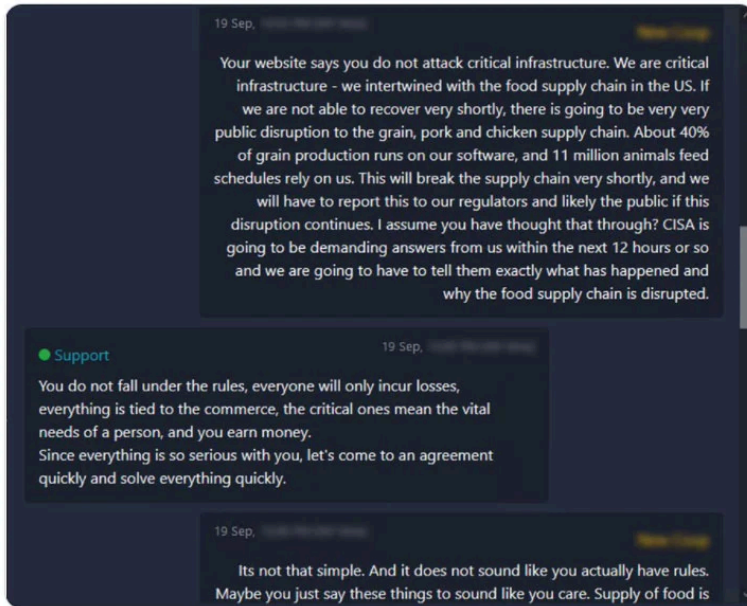 19 Sep,
Your website says you do not attack critical infrastructure. We are critical
infrastructure - we intertwined with the food supply chain in the US. If
we are not able to recover very shortly, there is going to be very very
public disruption to the grain, pork and chicken supply chain. About 40%
of grain production runs on our software, and 11 million animals feed
schedules rely on us. This will break the supply chain very shortly, and we
will have to report this to our regulators and likely the public if this
disruption continues. I assume you have thought that through? CISA is
going to be demanding answers from us within the next 12 hours or so
and we are going to have to tell them exactly what has happened and
why the food supply chain is disrupted.
Support
19 Sep,
You do not fall under the rules, everyone will only incur losses,
everything is tied to the commerce, the critical ones mean the vital
needs of a person, and you earn money.
Since everything is so serious with you, let's come to an agreement
quickly and solve everything quickly.
19 Sep,
Its not that simple. And it does not sound like you actually have rules.
Maybe you just say these things to sound like you care. Supply of food is